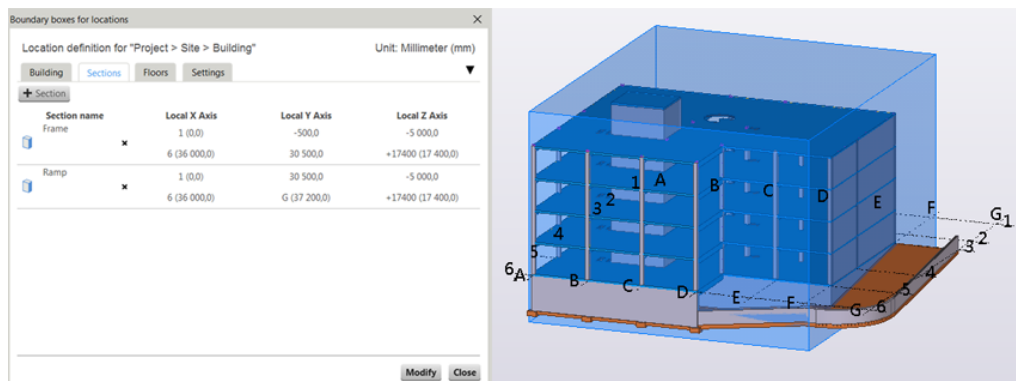 Boundary boxes for locations
Location definition for "Project > Site > Building" Unit: Millimeter (mm)
Building Sections Floors Settings
+ Section
Section name Local X Axis Local Y Axis Local Z Axis
Frame 1 (0,0) -500,0 -5 000,0
6 (36 000,0) 30 500,0 +17400 (17 400,0)
Ramp 1 (0,0) 30 500,0 -5 000,0
6 (36 000,0) G (37 200,0) +17400 (17 400,0)
Modify Close
1 A B C D E F G 1
2
3 2
3
4 4
5 5
6 A B C D E F G 6